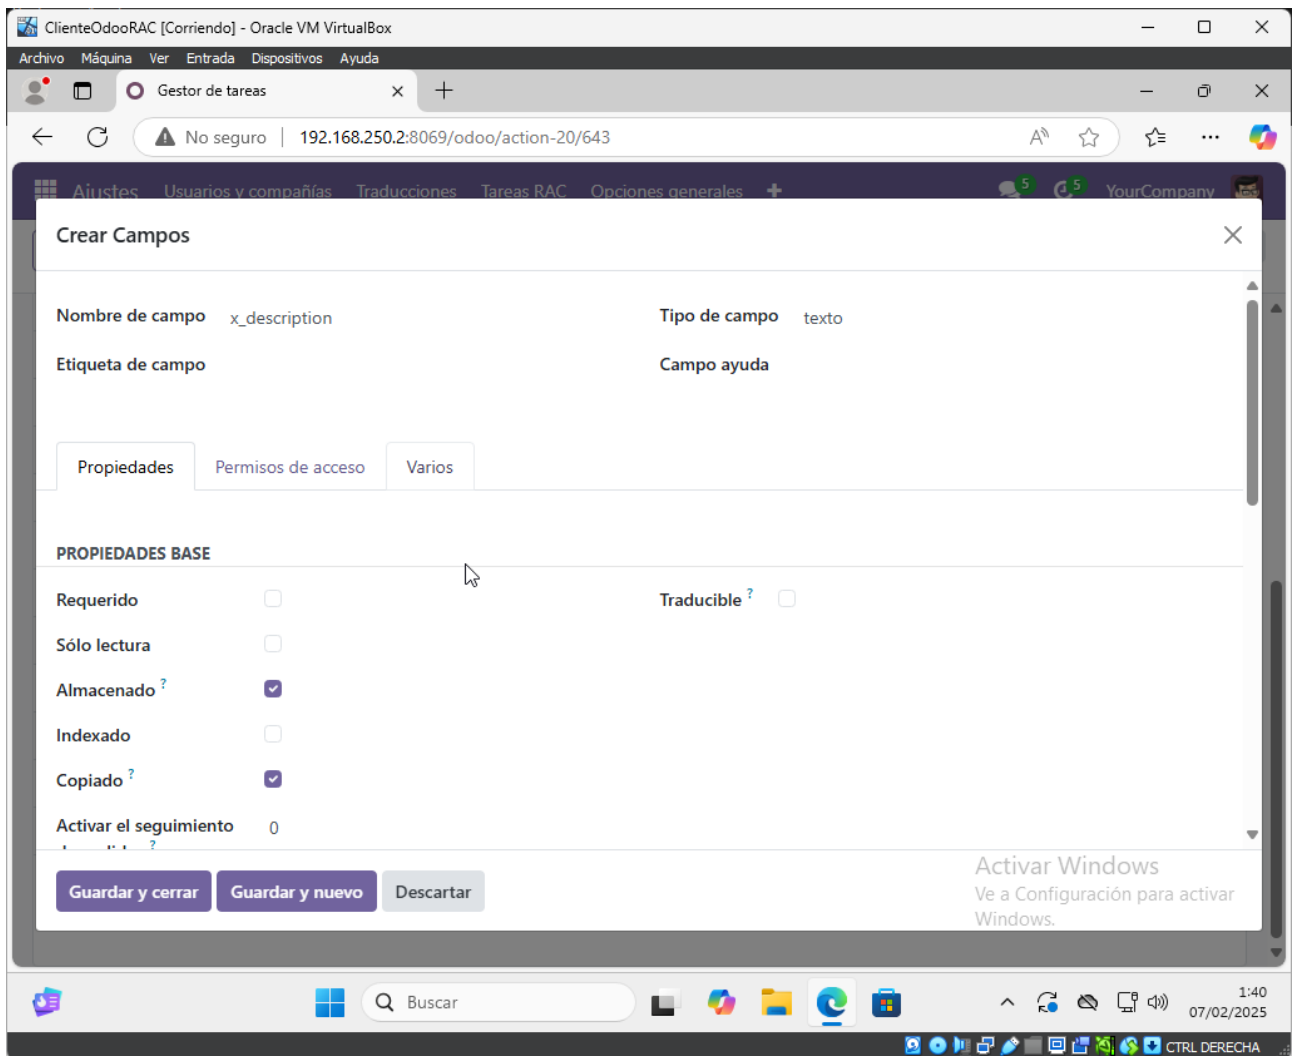 ClienteOdooRAC [Corriendo] - Oracle VM VirtualBox
Archivo Máquina Ver Entrada Dispositivos Ayuda
Gestor de tareas
No seguro | 192.168.250.2:8069/odoo/action-20/643
Ajustes Usuarios y compañías Traducciones Tareas RAC Opciones generales + 5 5 YourCompany
Crear Campos
Nombre de campo x_description Tipo de campo texto
Etiqueta de campo Campo ayuda
Propiedades Permisos de acceso Varios
PROPIEDADES BASE
Requerido Traducible ?
Sólo lectura
Almacenado ?
Indexado
Copiado ?
Activar el seguimiento 0
?
Guardar y cerrar Guardar y nuevo Descartar
Activar Windows
Ve a Configuración para activar
Windows.
Buscar
1:40
07/02/2025
CTRL DERECHA